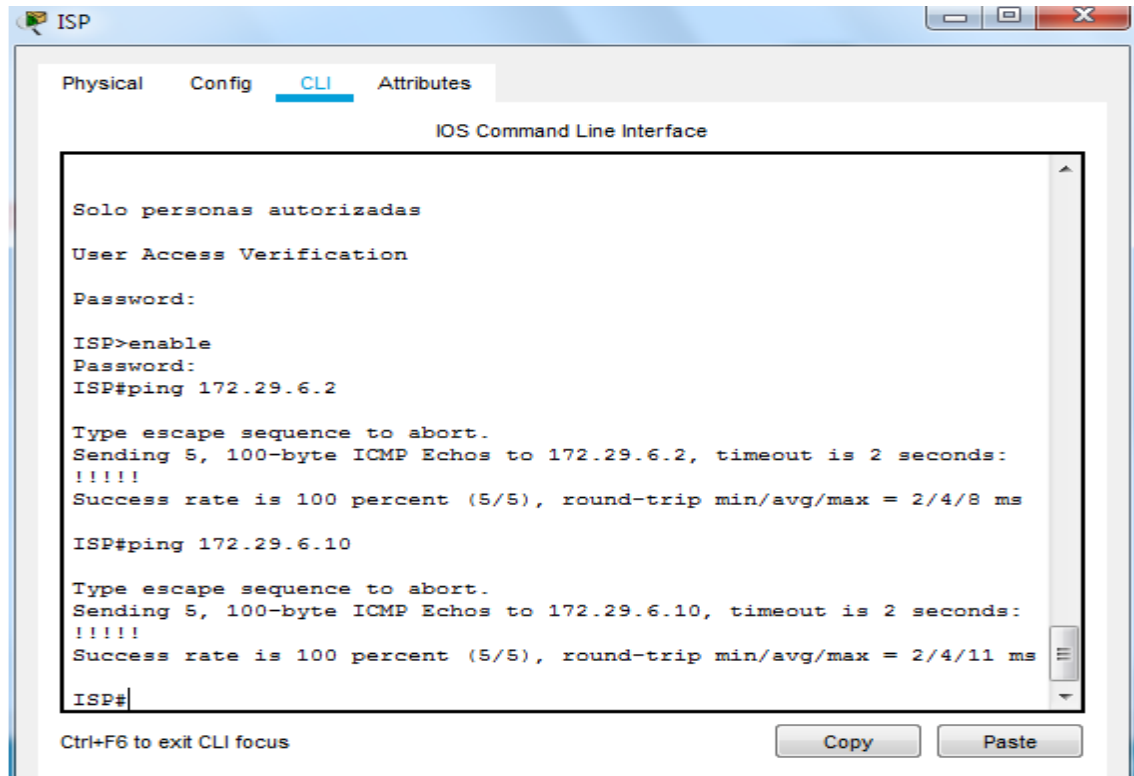 ISP
Physical Config CLI Attributes
IOS Command Line Interface
Solo personas autorizadas
User Access Verification
Password:
ISP>enable
Password:
ISP#ping 172.29.6.2
Type escape sequence to abort.
Sending 5, 100-byte ICMP Echos to 172.29.6.2, timeout is 2 seconds:
!!!!!
Success rate is 100 percent (5/5), round-trip min/avg/max = 2/4/8 ms
ISP#ping 172.29.6.10
Type escape sequence to abort.
Sending 5, 100-byte ICMP Echos to 172.29.6.10, timeout is 2 seconds:
!!!!!
Success rate is 100 percent (5/5), round-trip min/avg/max = 2/4/11 ms
ISP#
Ctrl+F6 to exit CLI focus Copy Paste